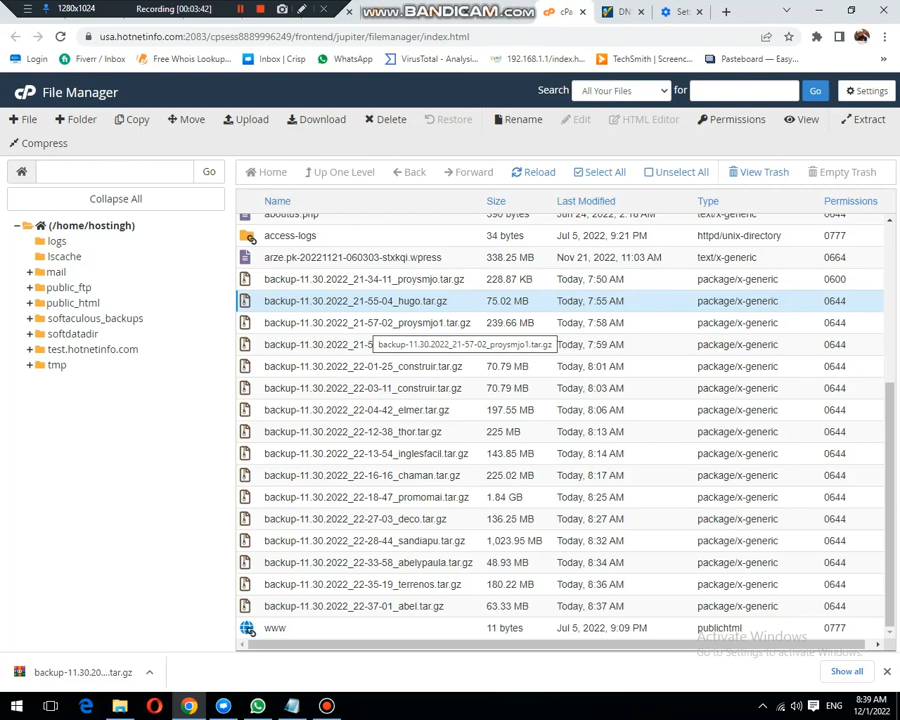 1280x1024
Recording [00:03:42]
www.BANDICAM.com
cPa
DN
Set
usa.hotnetinfo.com:2083/cpsess8889996249/frontend/jupiter/filemanager/index.html
Login
Fiverr / Inbox
Free Whois Lookup...
Inbox | Crisp
WhatsApp
VirusTotal - Analysi...
192.168.1.1/index.h...
TechSmith | Screenc...
Pasteboard — Easy...
»
cP File Manager
Search All Your Files for Go Settings
File Folder Copy Move Upload Download Delete Restore Rename Edit HTML Editor Permissions View Extract
Compress
Go Home Up One Level Back Forward Reload Select All Unselect All View Trash Empty Trash
Collapse All
(/home/hostingh)
logs
lscache
mail
public_ftp
public_html
softaculous_backups
softdatadir
test.hotnetinfo.com
tmp
Name Size Last Modified Type Permissions
aboutus.php 390 bytes Jun 24, 2022, 2:18 AM text/x-generic 0644
access-logs 34 bytes Jul 5, 2022, 9:21 PM httpd/unix-directory 0777
arze.pk-20221121-060303-stxkqi.wpress 338.25 MB Nov 21, 2022, 11:03 AM text/x-generic 0664
backup-11.30.2022_21-34-11_proysmjo.tar.gz 228.87 KB Today, 7:50 AM package/x-generic 0600
backup-11.30.2022_21-55-04_hugo.tar.gz 75.02 MB Today, 7:55 AM package/x-generic 0644
backup-11.30.2022_21-57-02_proysmjo1.tar.gz 239.66 MB Today, 7:58 AM package/x-generic 0644
backup-11.30.2022_21-5 Today, 7:59 AM package/x-generic 0644
backup-11.30.2022_21-57-02_proysmjo1.tar.gz
backup-11.30.2022_22-01-25_construir.tar.gz 70.79 MB Today, 8:01 AM package/x-generic 0644
backup-11.30.2022_22-03-11_construir.tar.gz 70.79 MB Today, 8:03 AM package/x-generic 0644
backup-11.30.2022_22-04-42_elmer.tar.gz 197.55 MB Today, 8:06 AM package/x-generic 0644
backup-11.30.2022_22-12-38_thor.tar.gz 225 MB Today, 8:13 AM package/x-generic 0644
backup-11.30.2022_22-13-54_inglesfacil.tar.gz 143.85 MB Today, 8:14 AM package/x-generic 0644
backup-11.30.2022_22-16-16_chaman.tar.gz 225.02 MB Today, 8:17 AM package/x-generic 0644
backup-11.30.2022_22-18-47_promomai.tar.gz 1.84 GB Today, 8:25 AM package/x-generic 0644
backup-11.30.2022_22-27-03_deco.tar.gz 136.25 MB Today, 8:27 AM package/x-generic 0644
backup-11.30.2022_22-28-44_sandiapu.tar.gz 1,023.95 MB Today, 8:32 AM package/x-generic 0644
backup-11.30.2022_22-33-58_abelypaula.tar.gz 48.93 MB Today, 8:34 AM package/x-generic 0644
backup-11.30.2022_22-35-19_terrenos.tar.gz 180.22 MB Today, 8:36 AM package/x-generic 0644
backup-11.30.2022_22-37-01_abel.tar.gz 63.33 MB Today, 8:37 AM package/x-generic 0644
www 11 bytes Jul 5, 2022, 9:09 PM publichtml 0777
Activate Windows
Go to Settings to activate Windows.
backup-11.30.20....tar.gz
Show all
ENG
8:39 AM
12/1/2022